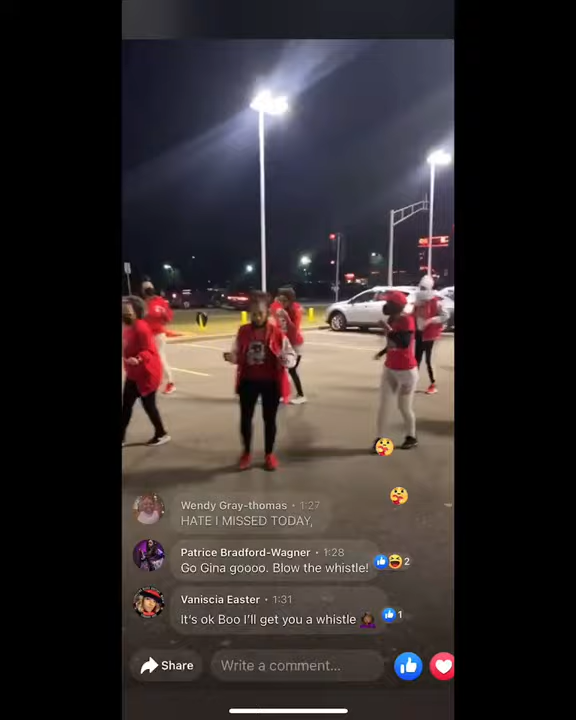 Wendy Gray-thomas • 1:27
HATE I MISSED TODAY,
Patrice Bradford-Wagner • 1:28
Go Gina goooo. Blow the whistle!
2
Vaniscia Easter • 1:31
It's ok Boo I'll get you a whistle
1
Share
Write a comment...